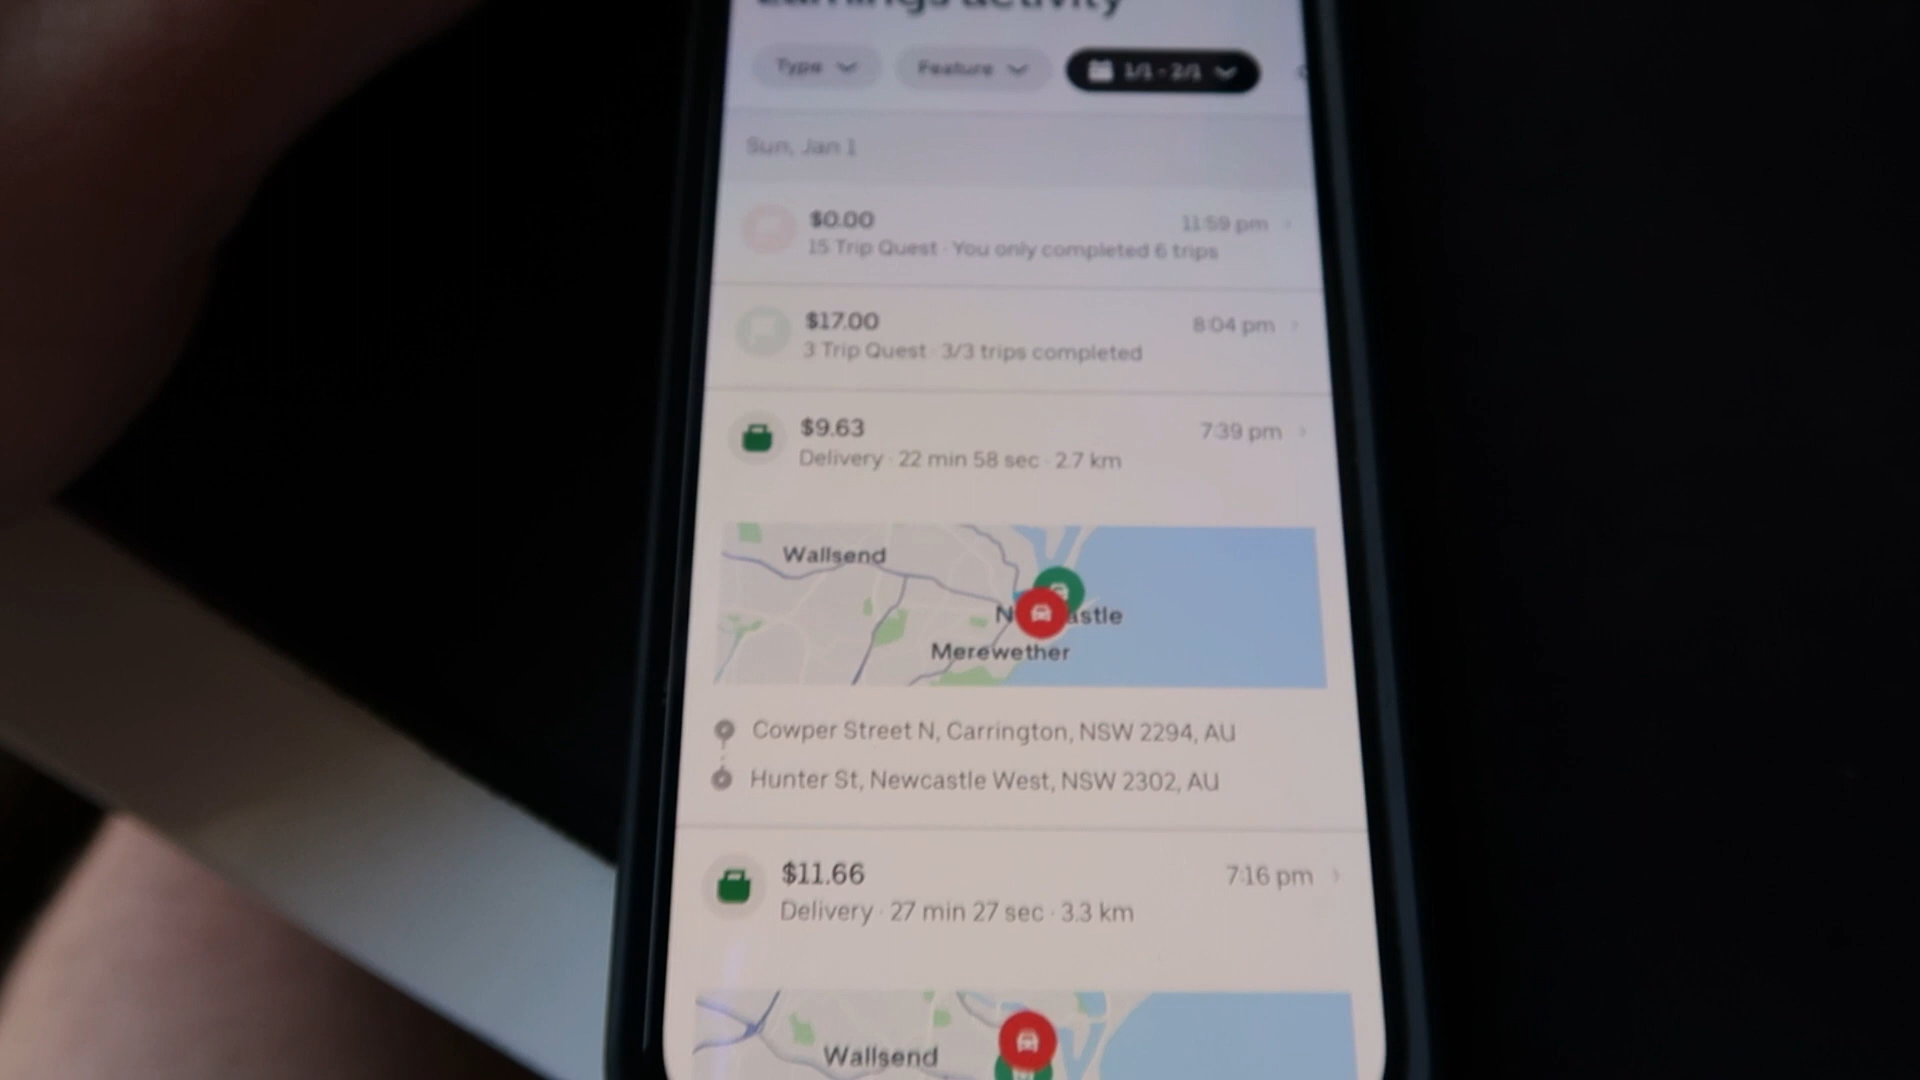 Earnings activity
Type
Feature
1/1 - 2/1
Sun, Jan 1
$0.00
11:59 pm
15 Trip Quest · You only completed 6 trips
$17.00
8:04 pm
3 Trip Quest · 3/3 trips completed
$9.63
7:39 pm
Delivery · 22 min 58 sec · 2.7 km
Wallsend
N astle
Merewether
Cowper Street N, Carrington, NSW 2294, AU
Hunter St, Newcastle West, NSW 2302, AU
$11.66
7:16 pm
Delivery · 27 min 27 sec · 3.3 km
Wallsend